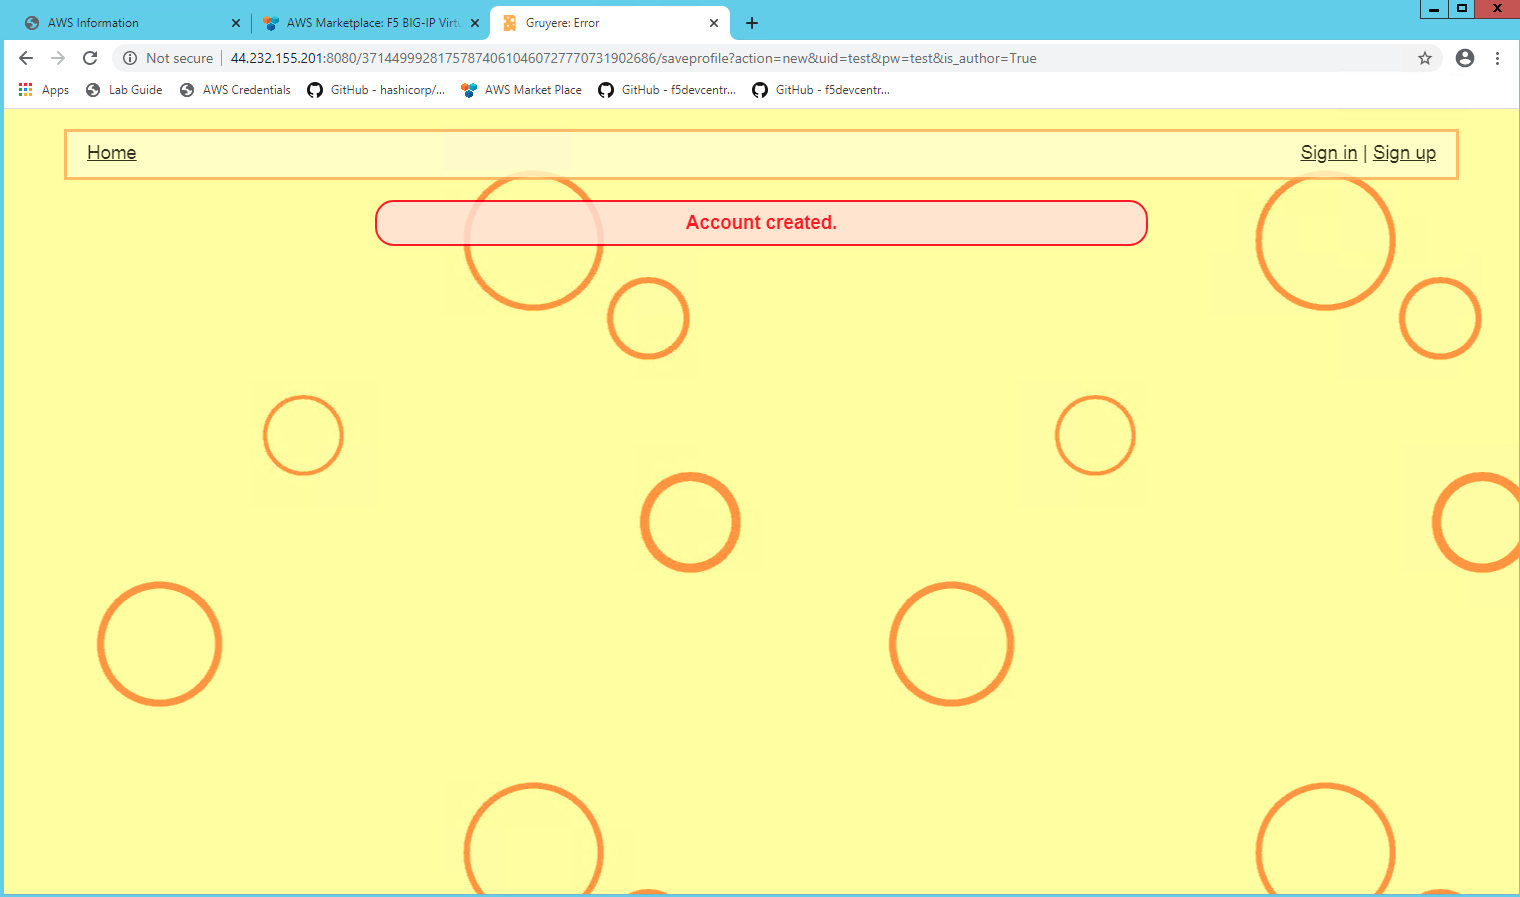 AWS Information
AWS Marketplace: F5 BIG-IP Virtu
Gruyere: Error
Not secure | 44.232.155.201:8080/371449992817578740610460727770731902686/saveprofile?action=new&uid=test&pw=test&is_author=True
Apps Lab Guide AWS Credentials GitHub - hashicorp/... AWS Market Place GitHub - f5devcentr... GitHub - f5devcentr...
Home Sign in | Sign up
Account created.